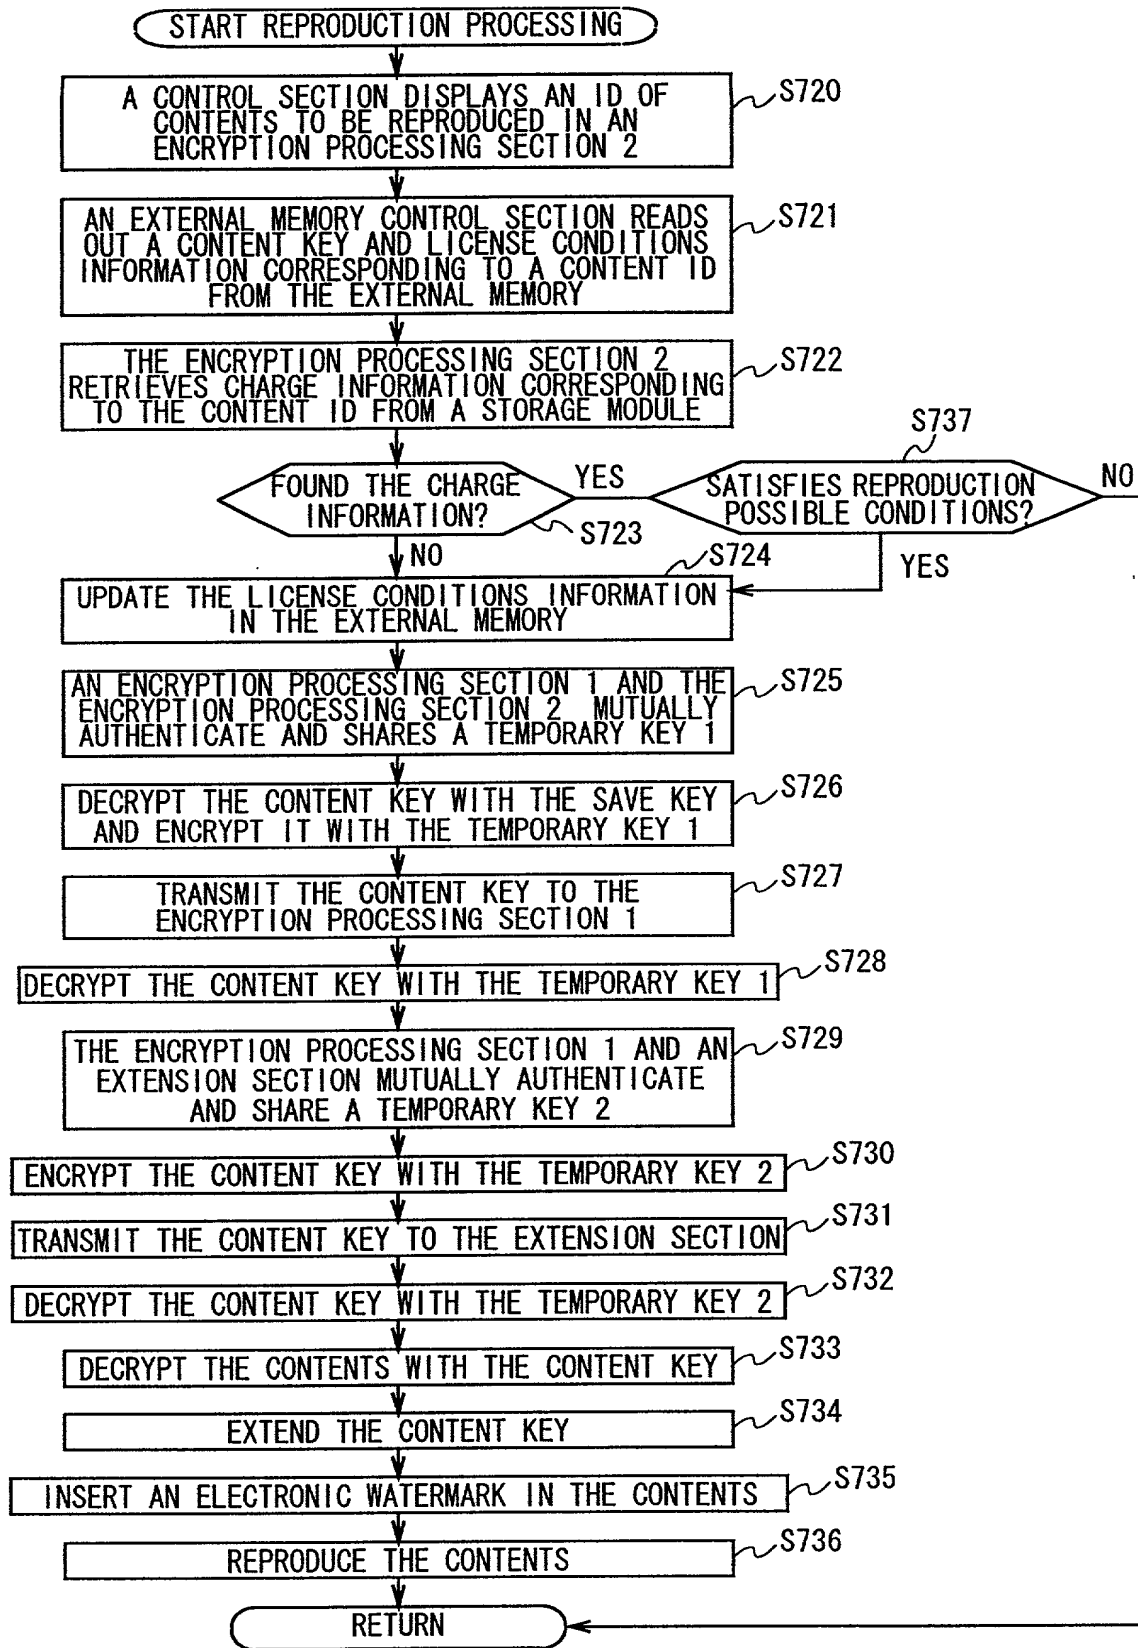 START REPRODUCTION PROCESSING
A CONTROL SECTION DISPLAYS AN ID OF
CONTENTS TO BE REPRODUCED IN AN
ENCRYPTION PROCESSING SECTION 2
S720
AN EXTERNAL MEMORY CONTROL SECTION READS
OUT A CONTENT KEY AND LICENSE CONDITIONS
INFORMATION CORRESPONDING TO A CONTENT ID
FROM THE EXTERNAL MEMORY
S721
THE ENCRYPTION PROCESSING SECTION 2
RETRIEVES CHARGE INFORMATION CORRESPONDING
TO THE CONTENT ID FROM A STORAGE MODULE
S722
FOUND THE CHARGE
INFORMATION?
S723
YES
NO
S737
SATISFIES REPRODUCTION
POSSIBLE CONDITIONS?
NO
YES
S724
UPDATE THE LICENSE CONDITIONS INFORMATION
IN THE EXTERNAL MEMORY
AN ENCRYPTION PROCESSING SECTION 1 AND THE
ENCRYPTION PROCESSING SECTION 2 MUTUALLY
AUTHENTICATE AND SHARES A TEMPORARY KEY 1
S725
DECRYPT THE CONTENT KEY WITH THE SAVE KEY
AND ENCRYPT IT WITH THE TEMPORARY KEY 1
S726
TRANSMIT THE CONTENT KEY TO THE
ENCRYPTION PROCESSING SECTION 1
S727
DECRYPT THE CONTENT KEY WITH THE TEMPORARY KEY 1
S728
THE ENCRYPTION PROCESSING SECTION 1 AND AN
EXTENSION SECTION MUTUALLY AUTHENTICATE
AND SHARE A TEMPORARY KEY 2
S729
ENCRYPT THE CONTENT KEY WITH THE TEMPORARY KEY 2
S730
TRANSMIT THE CONTENT KEY TO THE EXTENSION SECTION
S731
DECRYPT THE CONTENT KEY WITH THE TEMPORARY KEY 2
S732
DECRYPT THE CONTENTS WITH THE CONTENT KEY
S733
EXTEND THE CONTENT KEY
S734
INSERT AN ELECTRONIC WATERMARK IN THE CONTENTS
S735
REPRODUCE THE CONTENTS
S736
RETURN